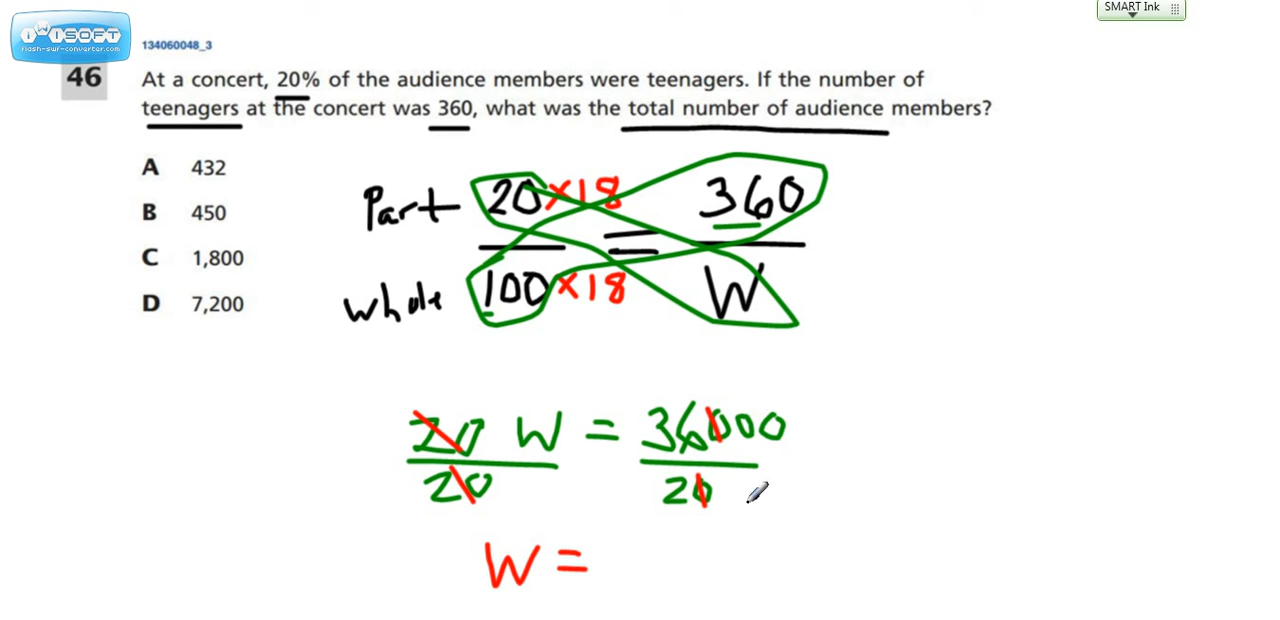 SMART Ink
iWiSOFT
flash-swf-converter.com
134060048_3
46 At a concert, 20% of the audience members were teenagers. If the number of
teenagers at the concert was 360, what was the total number of audience members?
A 432
B 450
C 1,800
D 7,200
Part 20 ×18 = 360
Whole 100 ×18 W
20 W = 36000
20 20
W =